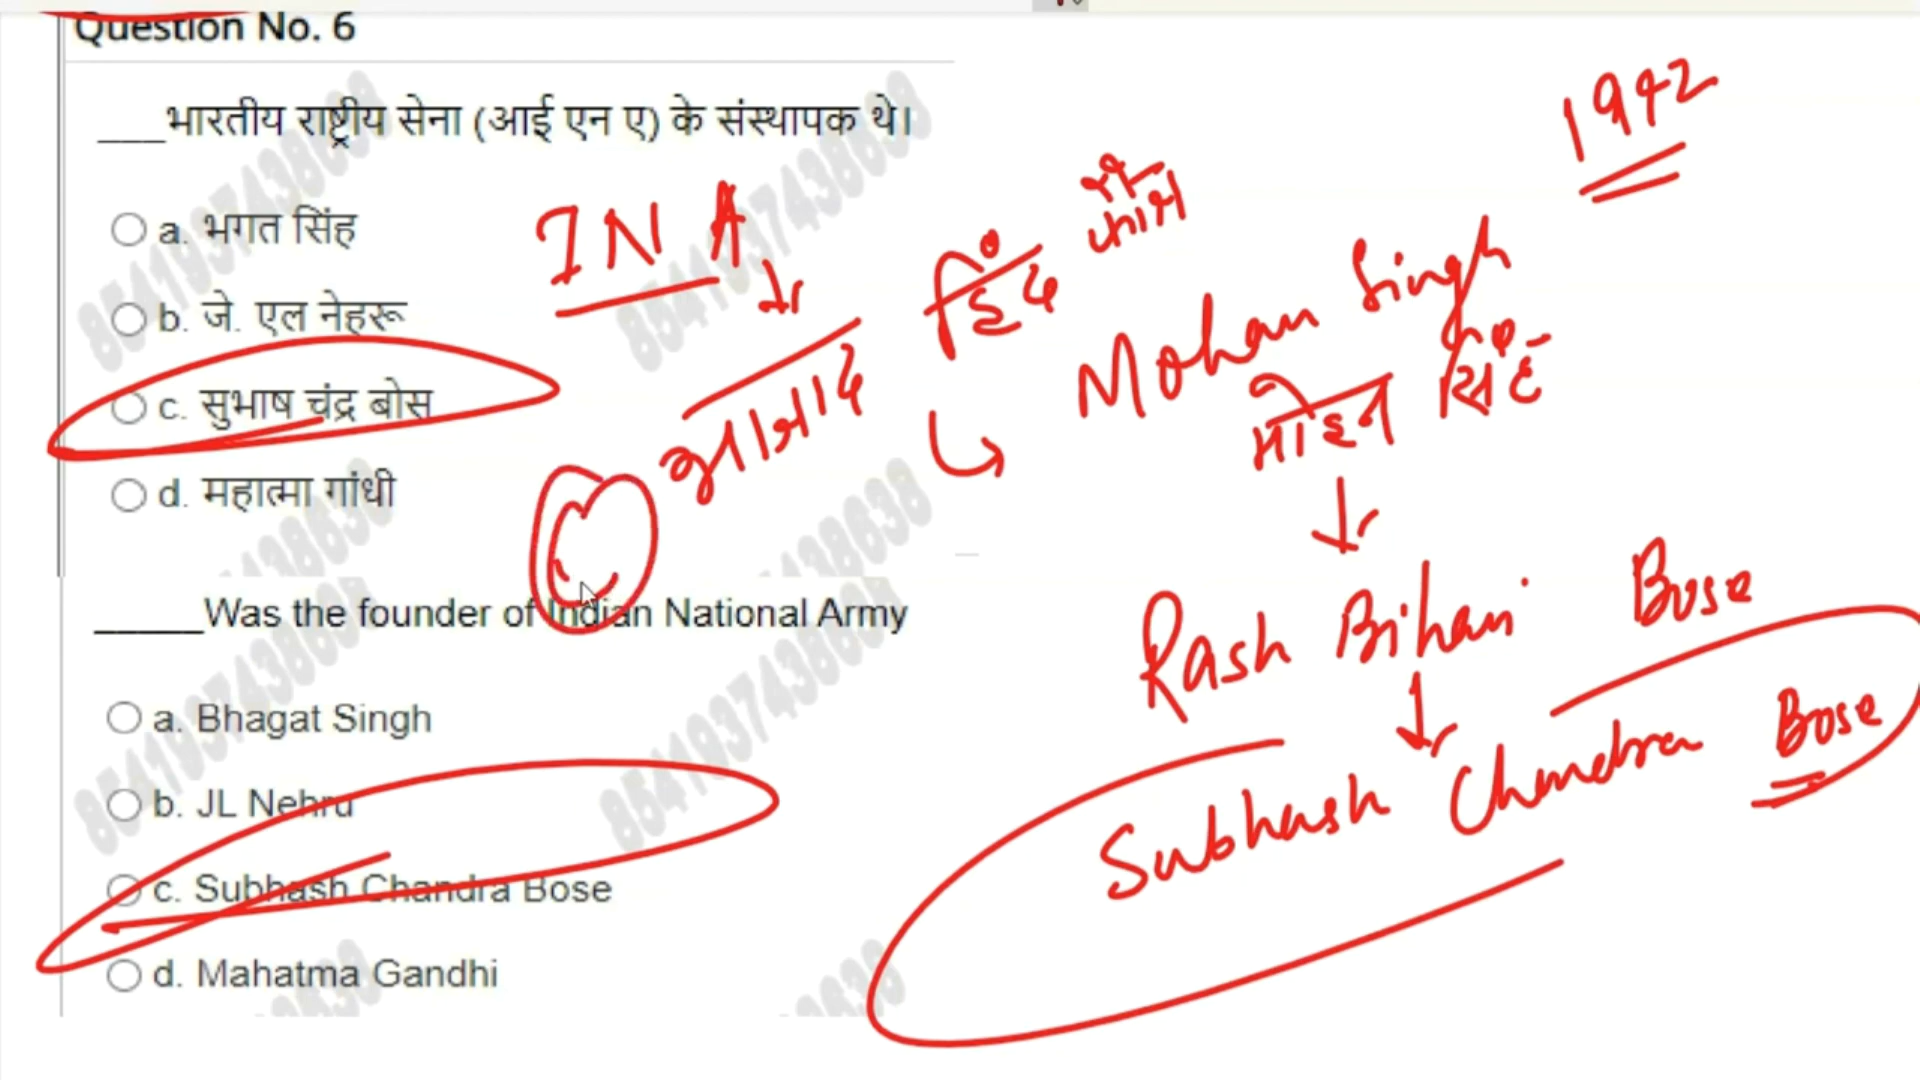 Question No. 6
___भारतीय राष्ट्रीय सेना (आई एन ए) के संस्थापक थे।
a. भगत सिंह
b. जे. एल नेहरू
c. सुभाष चंद्र बोस
d. महात्मा गांधी
_____Was the founder of Indian National Army
a. Bhagat Singh
b. JL Nehru
c. Subhash Chandra Bose
d. Mahatma Gandhi
1942
INA
आजाद हिंद फौज
Mohan Singh
मोहन सिंह
Rash Bihari Bose
Subhash Chandra Bose